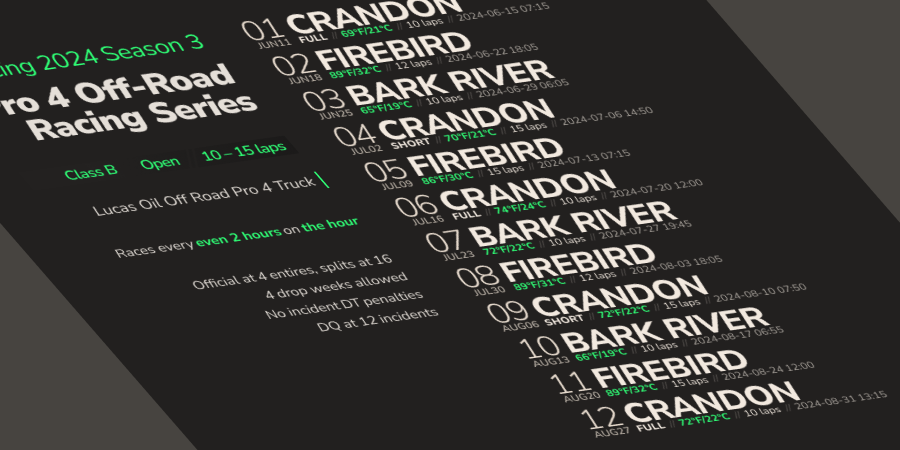 ing 2024 Season 3
ro 4 Off-Road
Racing Series
Class B Open 10 – 15 laps
Lucas Oil Off Road Pro 4 Truck
Races every even 2 hours on the hour
Official at 4 entires, splits at 16
4 drop weeks allowed
No incident DT penalties
DQ at 12 incidents
01 CRANDON
JUN11 FULL // 69°F/21°C // 10 laps // 2024-06-15 07:15
02 FIREBIRD
JUN18 89°F/32°C // 12 laps // 2024-06-22 18:05
03 BARK RIVER
JUN25 65°F/19°C // 10 laps // 2024-06-29 06:05
04 CRANDON
JUL02 SHORT // 70°F/21°C // 15 laps // 2024-07-06 14:50
05 FIREBIRD
JUL09 86°F/30°C // 15 laps // 2024-07-13 07:15
06 CRANDON
JUL16 FULL // 74°F/24°C // 10 laps // 2024-07-20 12:00
07 BARK RIVER
JUL23 72°F/22°C // 10 laps // 2024-07-27 19:45
08 FIREBIRD
JUL30 89°F/31°C // 12 laps // 2024-08-03 18:05
09 CRANDON
AUG06 SHORT // 72°F/22°C // 15 laps // 2024-08-10 07:50
10 BARK RIVER
AUG13 66°F/19°C // 10 laps // 2024-08-17 06:55
11 FIREBIRD
AUG20 89°F/32°C // 15 laps // 2024-08-24 12:00
12 CRANDON
AUG27 FULL // 72°F/22°C // 10 laps // 2024-08-31 13:15